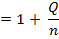 = 1 + Q/n